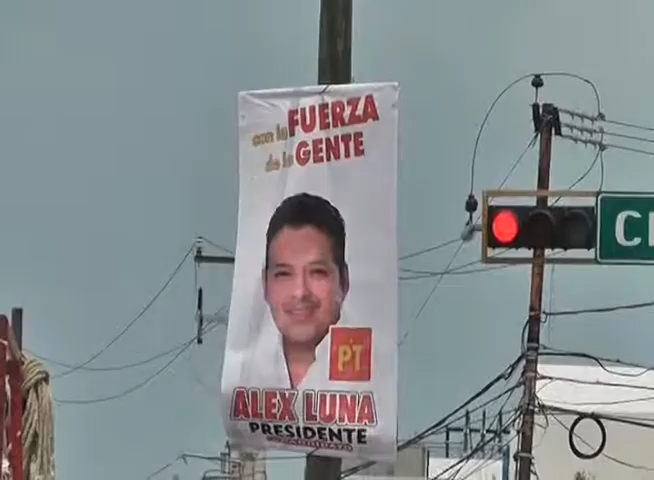 con la FUERZA
de la GENTE
PT
ALEX LUNA
PRESIDENTE